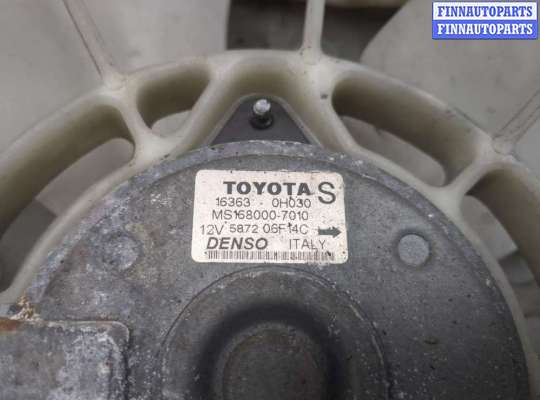 FINNAUTOPARTS
FINNAUTOPARTS
TOYOTA S
16363 - 0H030
MS168000-7010
12V 5872 06F14C
DENSO ITALY